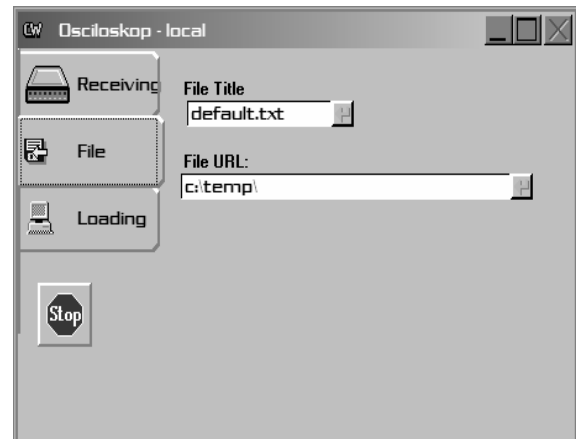 CW Osciloskop - local
Receiving
File
Loading
Stop
File Title
default.txt
File URL:
c:\temp\